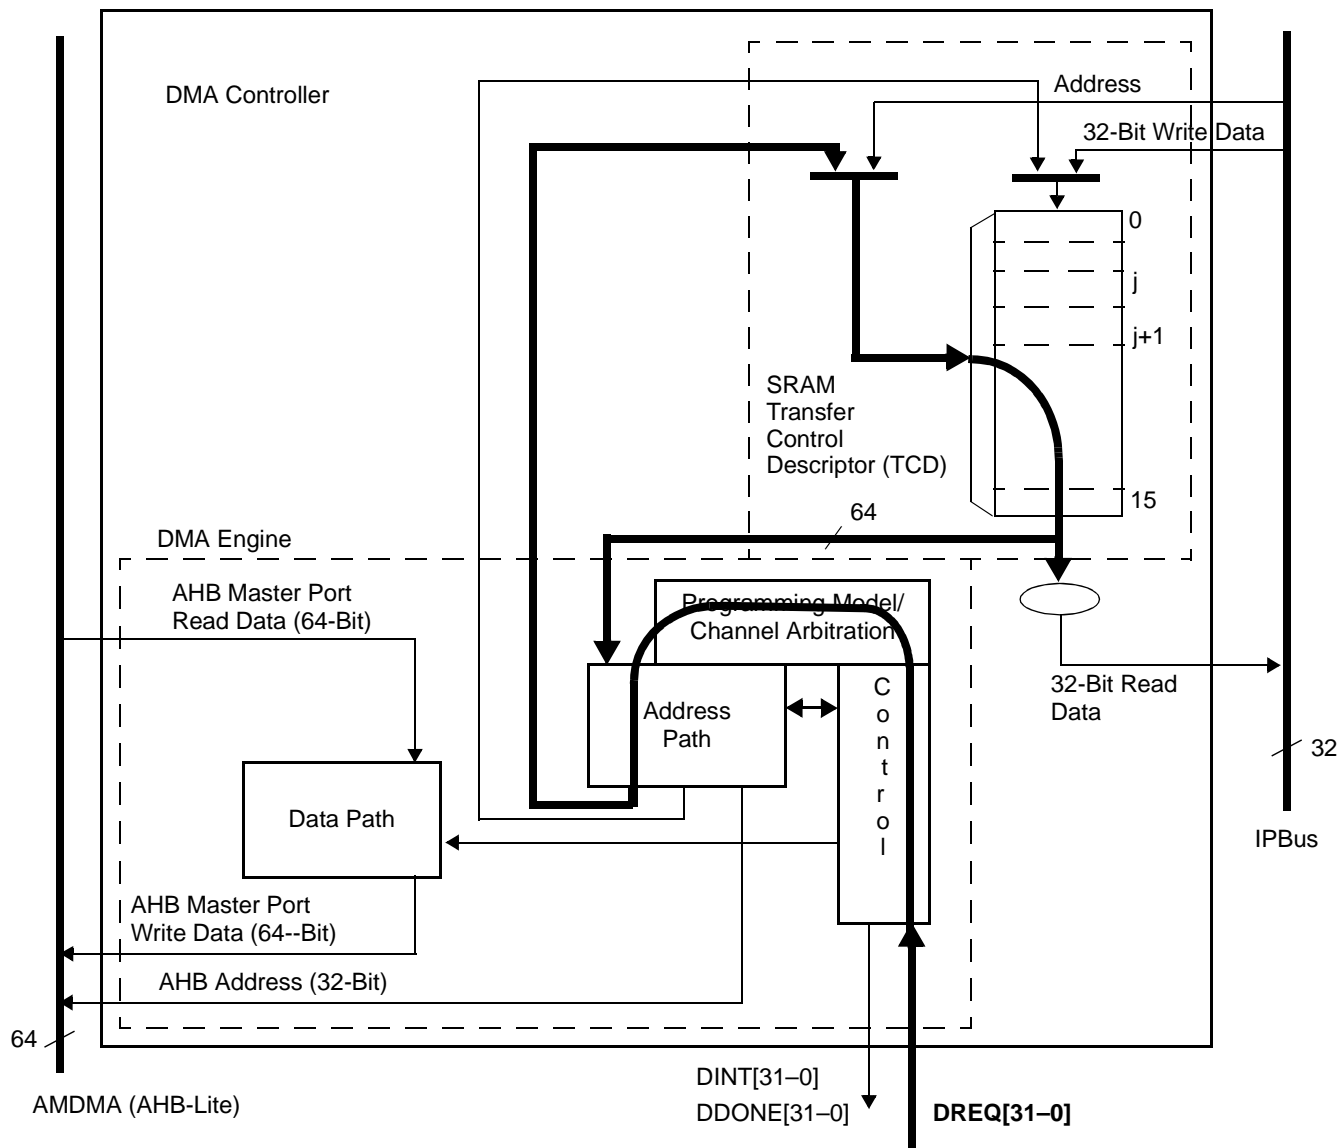 DMA Controller
Address
32-Bit Write Data
0
j
j+1
15
SRAM
Transfer
Control
Descriptor (TCD)
64
DMA Engine
AHB Master Port
Read Data (64-Bit)
Programming Model/
Channel Arbitration
Address
Path
C
o
n
t
r
o
l
32-Bit Read
Data
32
IPBus
Data Path
AHB Master Port
Write Data (64--Bit)
AHB Address (32-Bit)
64
AMDMA (AHB-Lite)
DINT[31–0]
DDONE[31–0]
DREQ[31–0]